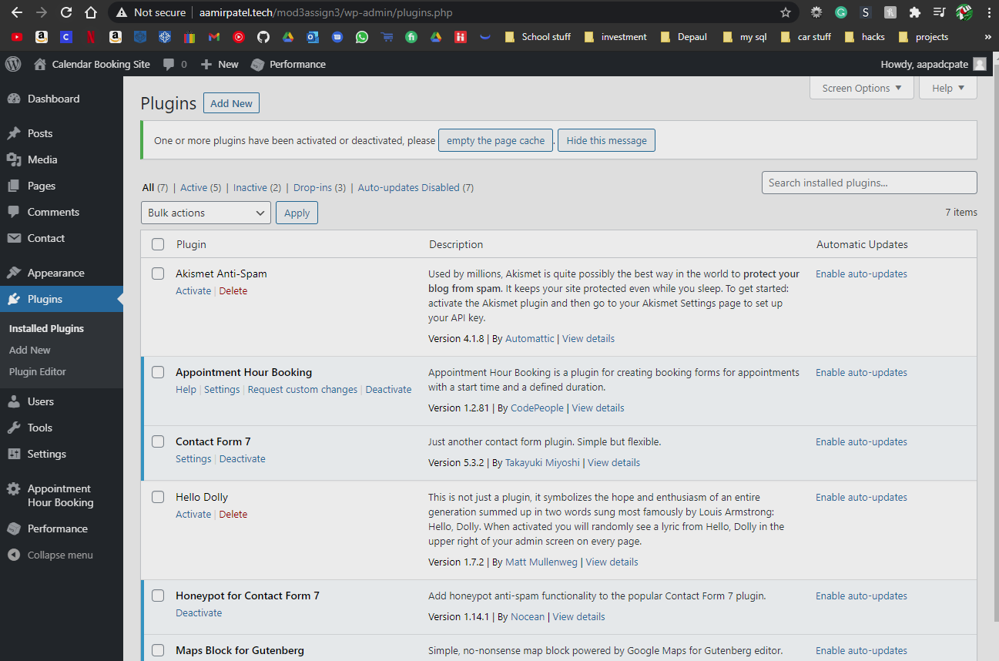 Not secure | aamirpatel.tech/mod3assign3/wp-admin/plugins.php
School stuff investment Depaul my sql car stuff hacks projects »
Calendar Booking Site 0 + New Performance Howdy, aapadcpate
Screen Options ▼ Help ▼
Dashboard
Posts
Media
Pages
Comments
Contact
Appearance
Plugins
Installed Plugins
Add New
Plugin Editor
Users
Tools
Settings
Appointment
Hour Booking
Performance
Collapse menu
Plugins Add New
One or more plugins have been activated or deactivated, please empty the page cache. Hide this message
All (7) | Active (5) | Inactive (2) | Drop-ins (3) | Auto-updates Disabled (7)
Search installed plugins...
Bulk actions Apply
7 items
Plugin Description Automatic Updates
Akismet Anti-Spam
Activate | Delete
Used by millions, Akismet is quite possibly the best way in the world to protect your
blog from spam. It keeps your site protected even while you sleep. To get started:
activate the Akismet plugin and then go to your Akismet Settings page to set up
your API key.
Version 4.1.8 | By Automattic | View details
Enable auto-updates
Appointment Hour Booking
Help | Settings | Request custom changes | Deactivate
Appointment Hour Booking is a plugin for creating booking forms for appointments
with a start time and a defined duration.
Version 1.2.81 | By CodePeople | View details
Enable auto-updates
Contact Form 7
Settings | Deactivate
Just another contact form plugin. Simple but flexible.
Version 5.3.2 | By Takayuki Miyoshi | View details
Enable auto-updates
Hello Dolly
Activate | Delete
This is not just a plugin, it symbolizes the hope and enthusiasm of an entire
generation summed up in two words sung most famously by Louis Armstrong:
Hello, Dolly. When activated you will randomly see a lyric from Hello, Dolly in the
upper right of your admin screen on every page.
Version 1.7.2 | By Matt Mullenweg | View details
Enable auto-updates
Honeypot for Contact Form 7
Deactivate
Add honeypot anti-spam functionality to the popular Contact Form 7 plugin.
Version 1.14.1 | By Nocean | View details
Enable auto-updates
Maps Block for Gutenberg
Simple, no-nonsense map block powered by Google Maps for Gutenberg editor.
Enable auto-updates